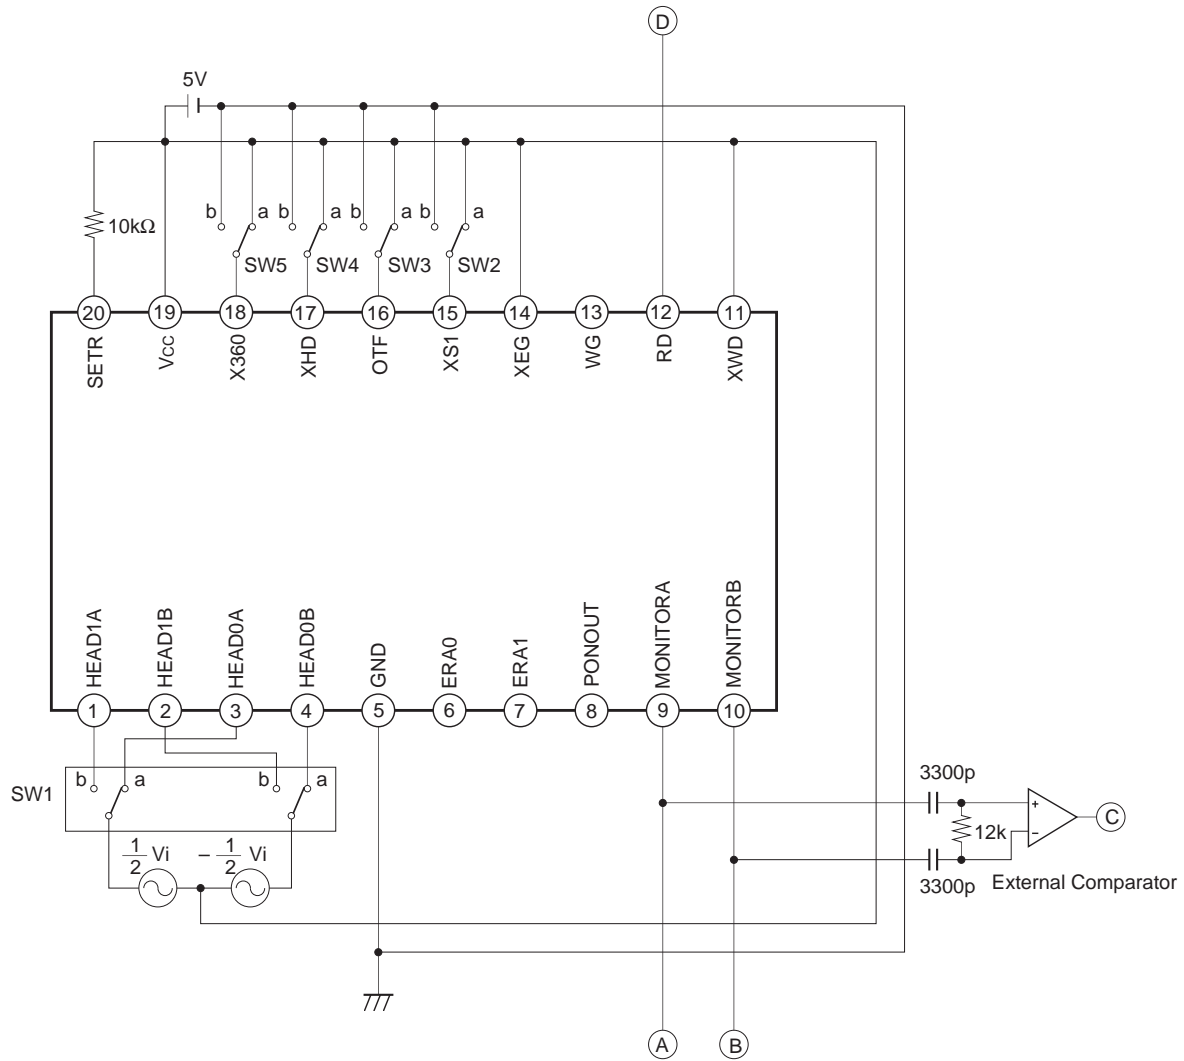 D
5V
10kΩ
b a b a b a b a
SW5 SW4 SW3 SW2
20 19 18 17 16 15 14 13 12 11
SETR Vcc X360 XHD OTF XS1 XEG WG RD XWD
HEAD1A HEAD1B HEAD0A HEAD0B GND ERA0 ERA1 PONOUT MONITORA MONITORB
1 2 3 4 5 6 7 8 9 10
SW1 b a b a
1/2 Vi −1/2 Vi
3300p
+
12k
−
C
3300p
External Comparator
A B